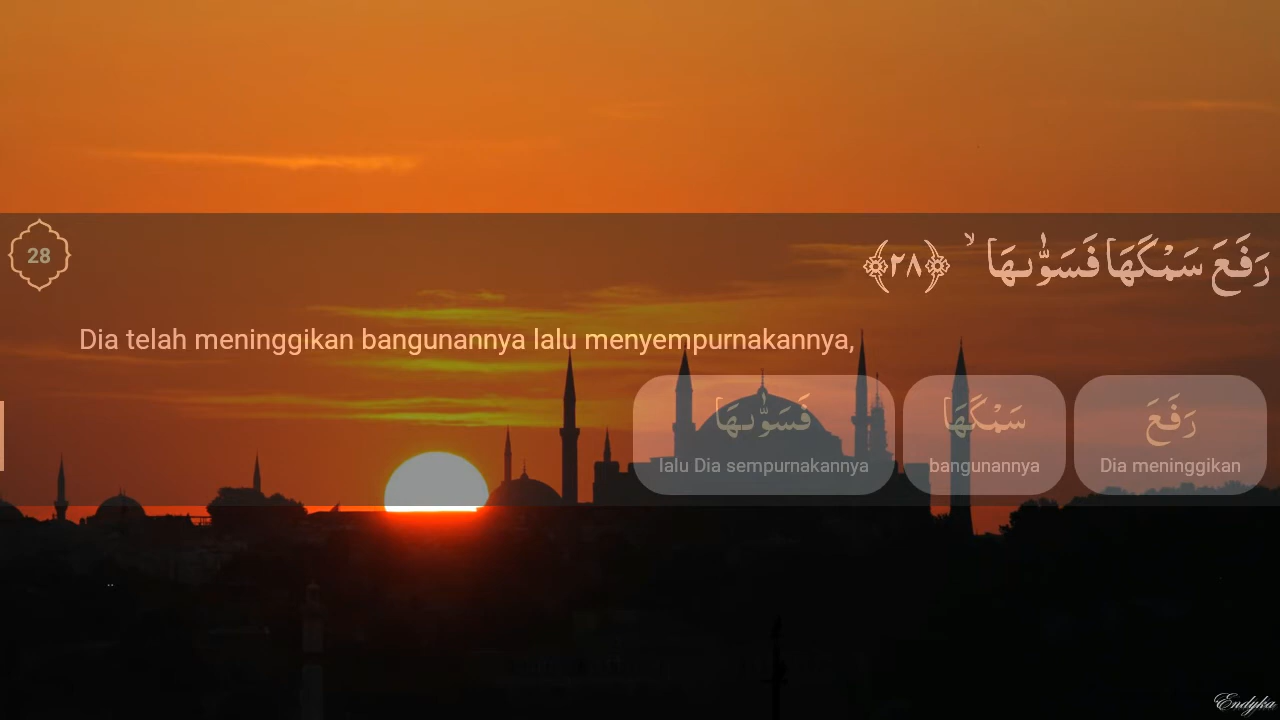 28
رَفَعَ سَمْكَهَا فَسَوّٰىهَا ۙ ﴿٢٨﴾
Dia telah meninggikan bangunannya lalu menyempurnakannya,
رَفَعَ
سَمْكَهَا
فَسَوّٰىهَا
Dia meninggikan
bangunannya
lalu Dia sempurnakannya
Endyka